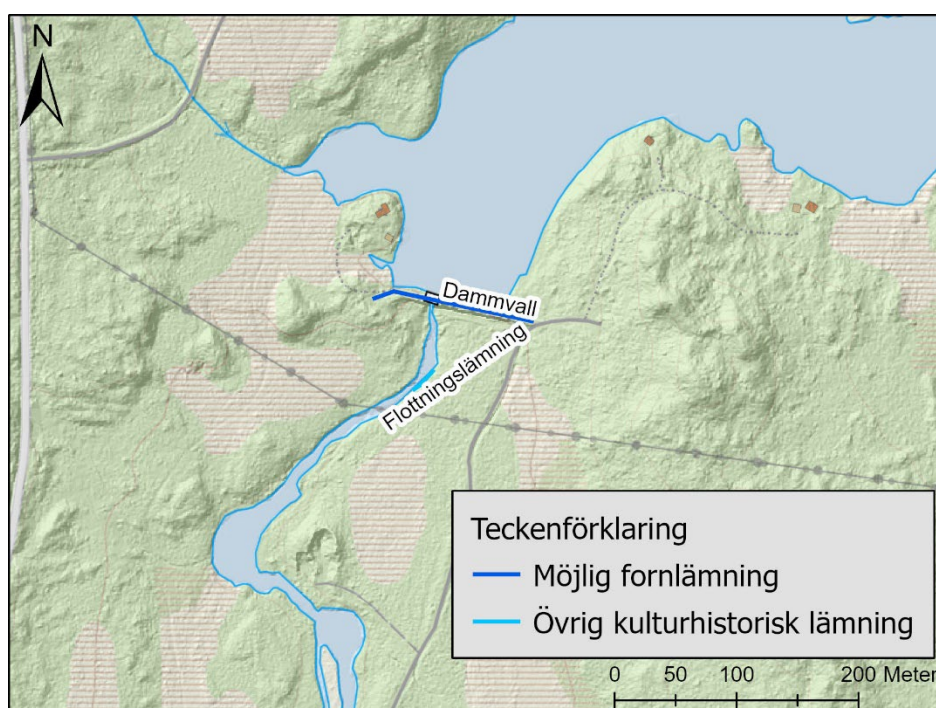 N
Dammvall
Flottningslämning
Teckenförklaring
Möjlig fornlämning
Övrig kulturhistorisk lämning
0 50 100 200 Meter